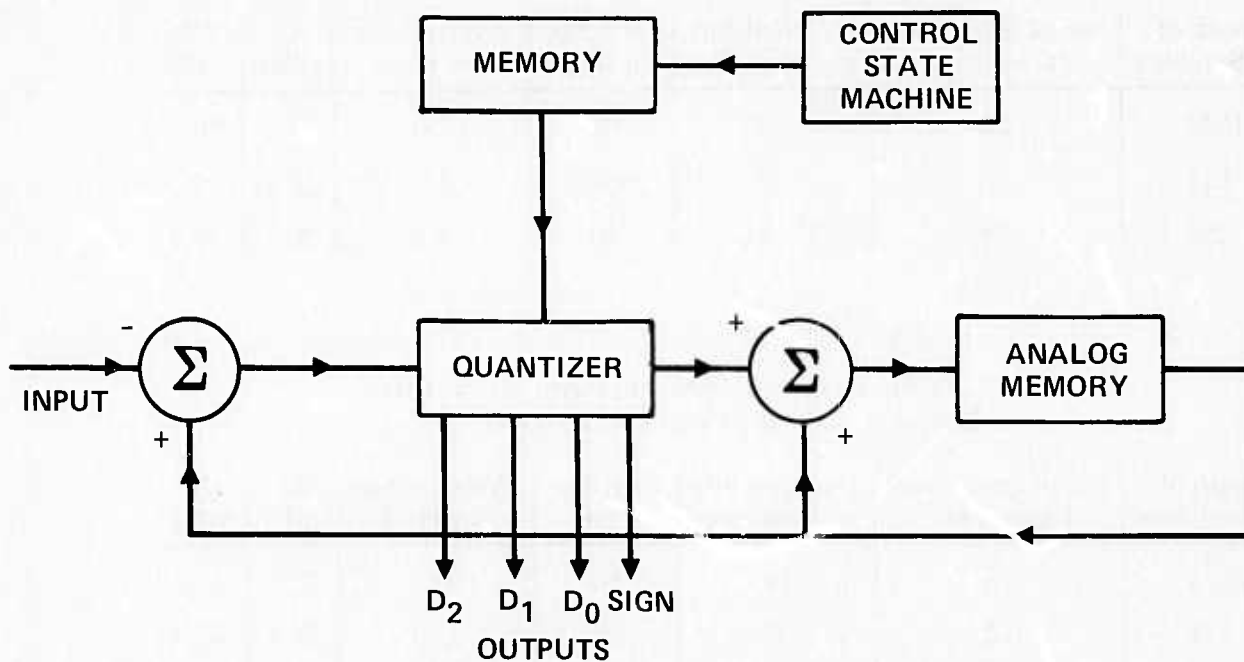 MEMORY
CONTROL
STATE
MACHINE
-
+
Σ
QUANTIZER
Σ
ANALOG
MEMORY
INPUT
+
+
D2 D1 D0 SIGN
OUTPUTS